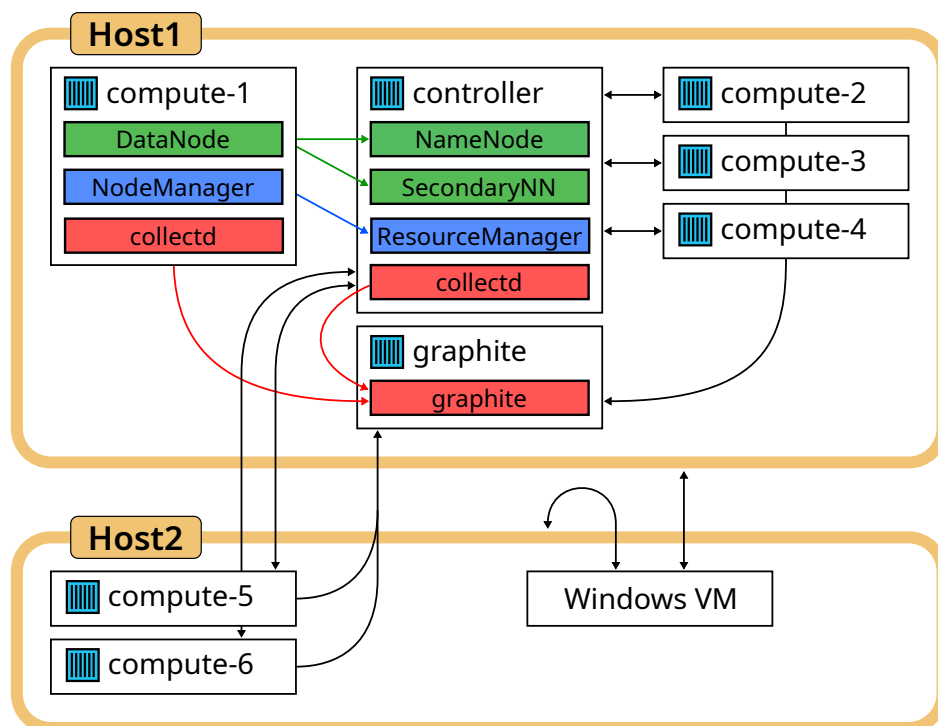 Host1
compute-1
DataNode
NodeManager
collectd
controller
NameNode
SecondaryNN
ResourceManager
collectd
graphite
graphite
compute-2
compute-3
compute-4
Host2
compute-5
compute-6
Windows VM